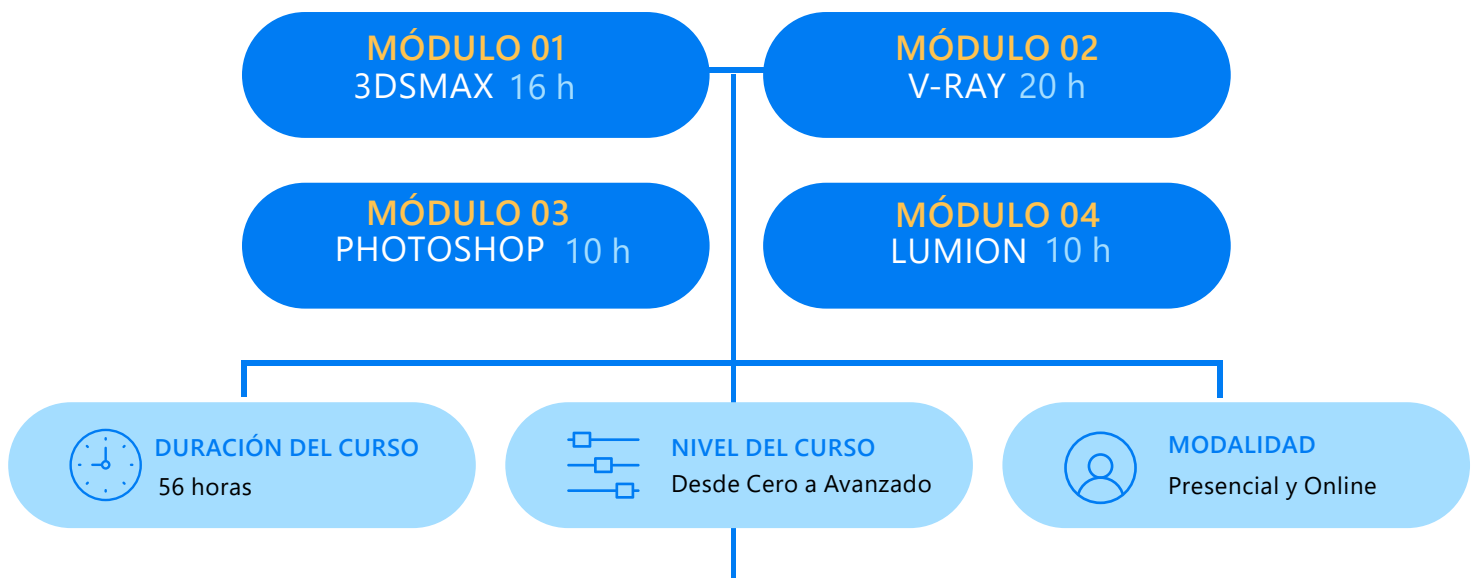 MÓDULO 01
3DSMAX 16 h
MÓDULO 02
V-RAY 20 h
MÓDULO 03
PHOTOSHOP 10 h
MÓDULO 04
LUMION 10 h
DURACIÓN DEL CURSO
56 horas
NIVEL DEL CURSO
Desde Cero a Avanzado
MODALIDAD
Presencial y Online